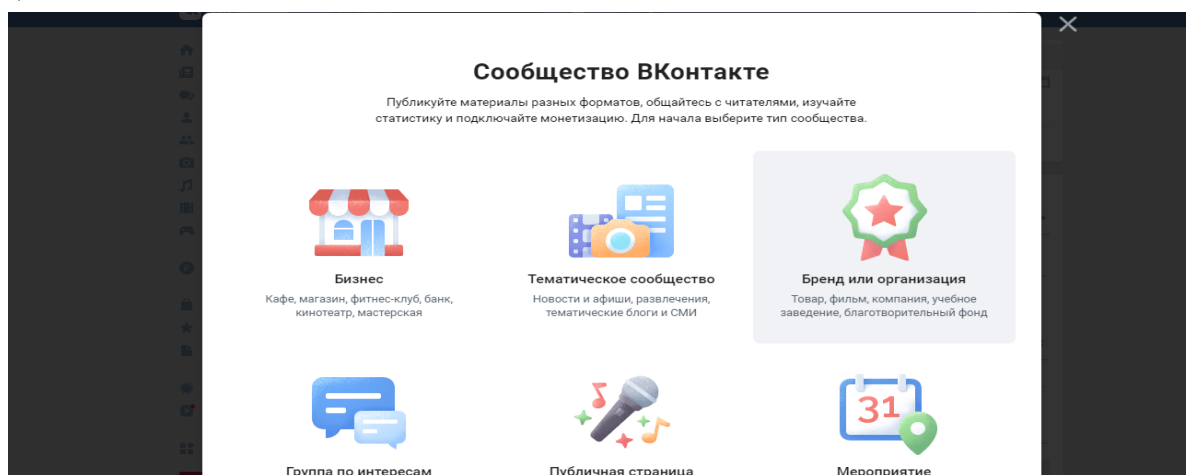 Сообщество ВКонтакте
Публикуйте материалы разных форматов, общайтесь с читателями, изучайте
статистику и подключайте монетизацию. Для начала выберите тип сообщества.
Бизнес
Кафе, магазин, фитнес-клуб, банк,
кинотеатр, мастерская
Тематическое сообщество
Новости и афиши, развлечения,
тематические блоги и СМИ
Бренд или организация
Товар, фильм, компания, учебное
заведение, благотворительный фонд
31
Группа по интересам
Публичная страница
Мероприятие